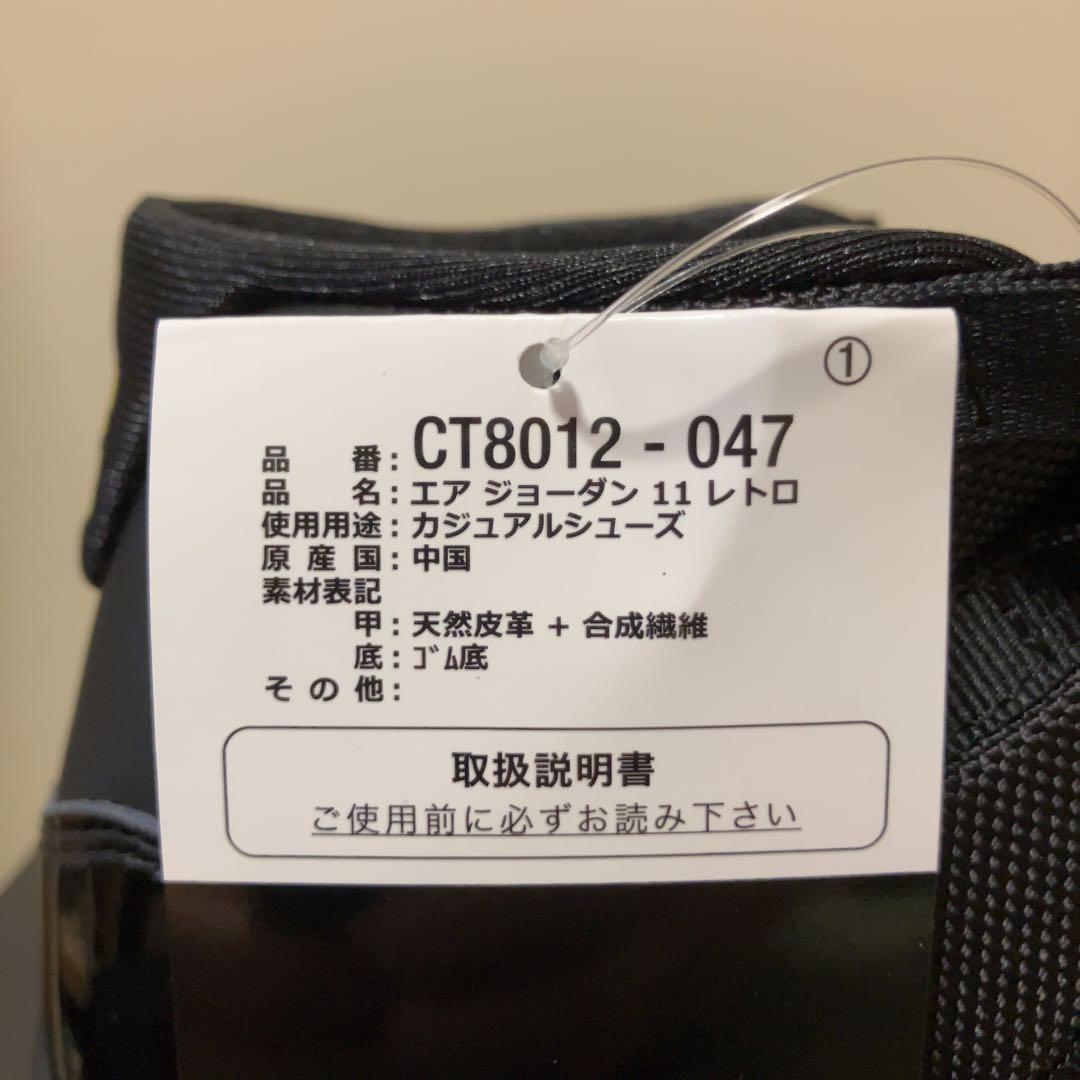 ①
品　番: CT8012 - 047
品　名: エア ジョーダン 11 レトロ
使用用途: カジュアルシューズ
原産国: 中国
素材表記
甲: 天然皮革 + 合成繊維
底: ｺﾞﾑ底
その他:
取扱説明書
ご使用前に必ずお読み下さい